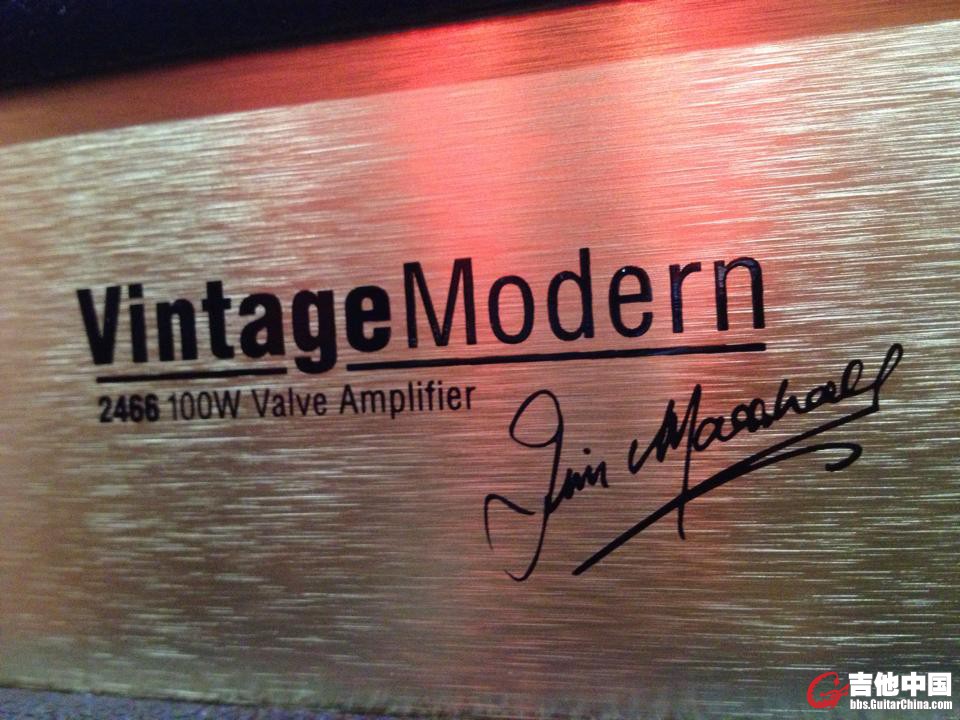 VintageModern
2466 100W Valve Amplifier
Jim Marshall
吉他中国
bbs.GuitarChina.com